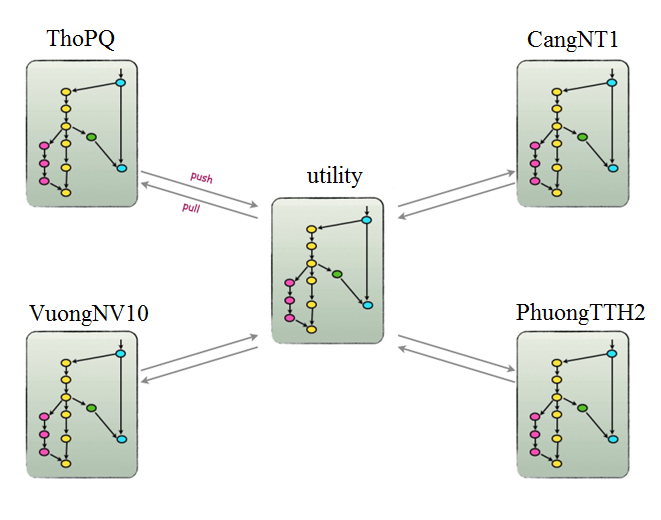 ThoPQ
CangNT1
push
utility
pull
VuongNV10
PhuongTTH2